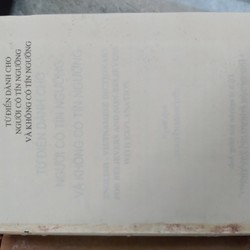 TỪ ĐIỂN DÀNH CHO
NGƯỜI CÓ TÍN NGƯỠNG
VÀ KHÔNG CÓ TÍN NGƯỠNG